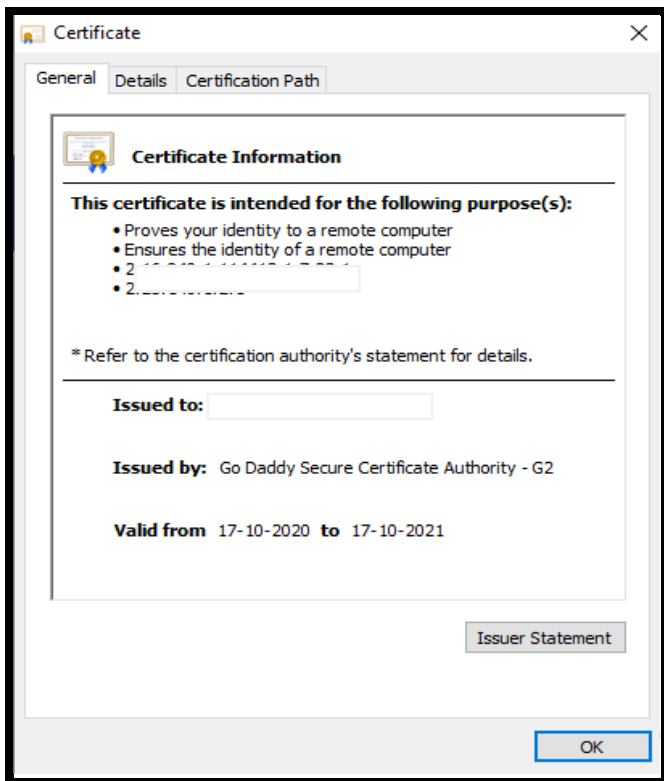 Certificate
General Details Certification Path
Certificate Information
This certificate is intended for the following purpose(s):
• Proves your identity to a remote computer
• Ensures the identity of a remote computer
• 2
• 2
* Refer to the certification authority's statement for details.
Issued to:
Issued by: Go Daddy Secure Certificate Authority - G2
Valid from 17-10-2020 to 17-10-2021
Issuer Statement
OK